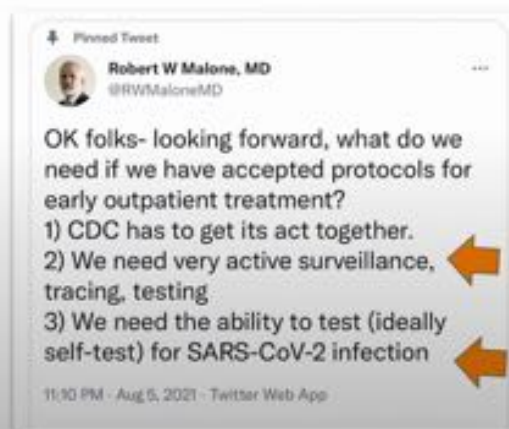 Pinned Tweet
Robert W Malone, MD
@RWMaloneMD
OK folks- looking forward, what do we
need if we have accepted protocols for
early outpatient treatment?
1) CDC has to get its act together.
2) We need very active surveillance,
tracing, testing
3) We need the ability to test (ideally
self-test) for SARS-CoV-2 infection
11:10 PM · Aug 5, 2021 · Twitter Web App